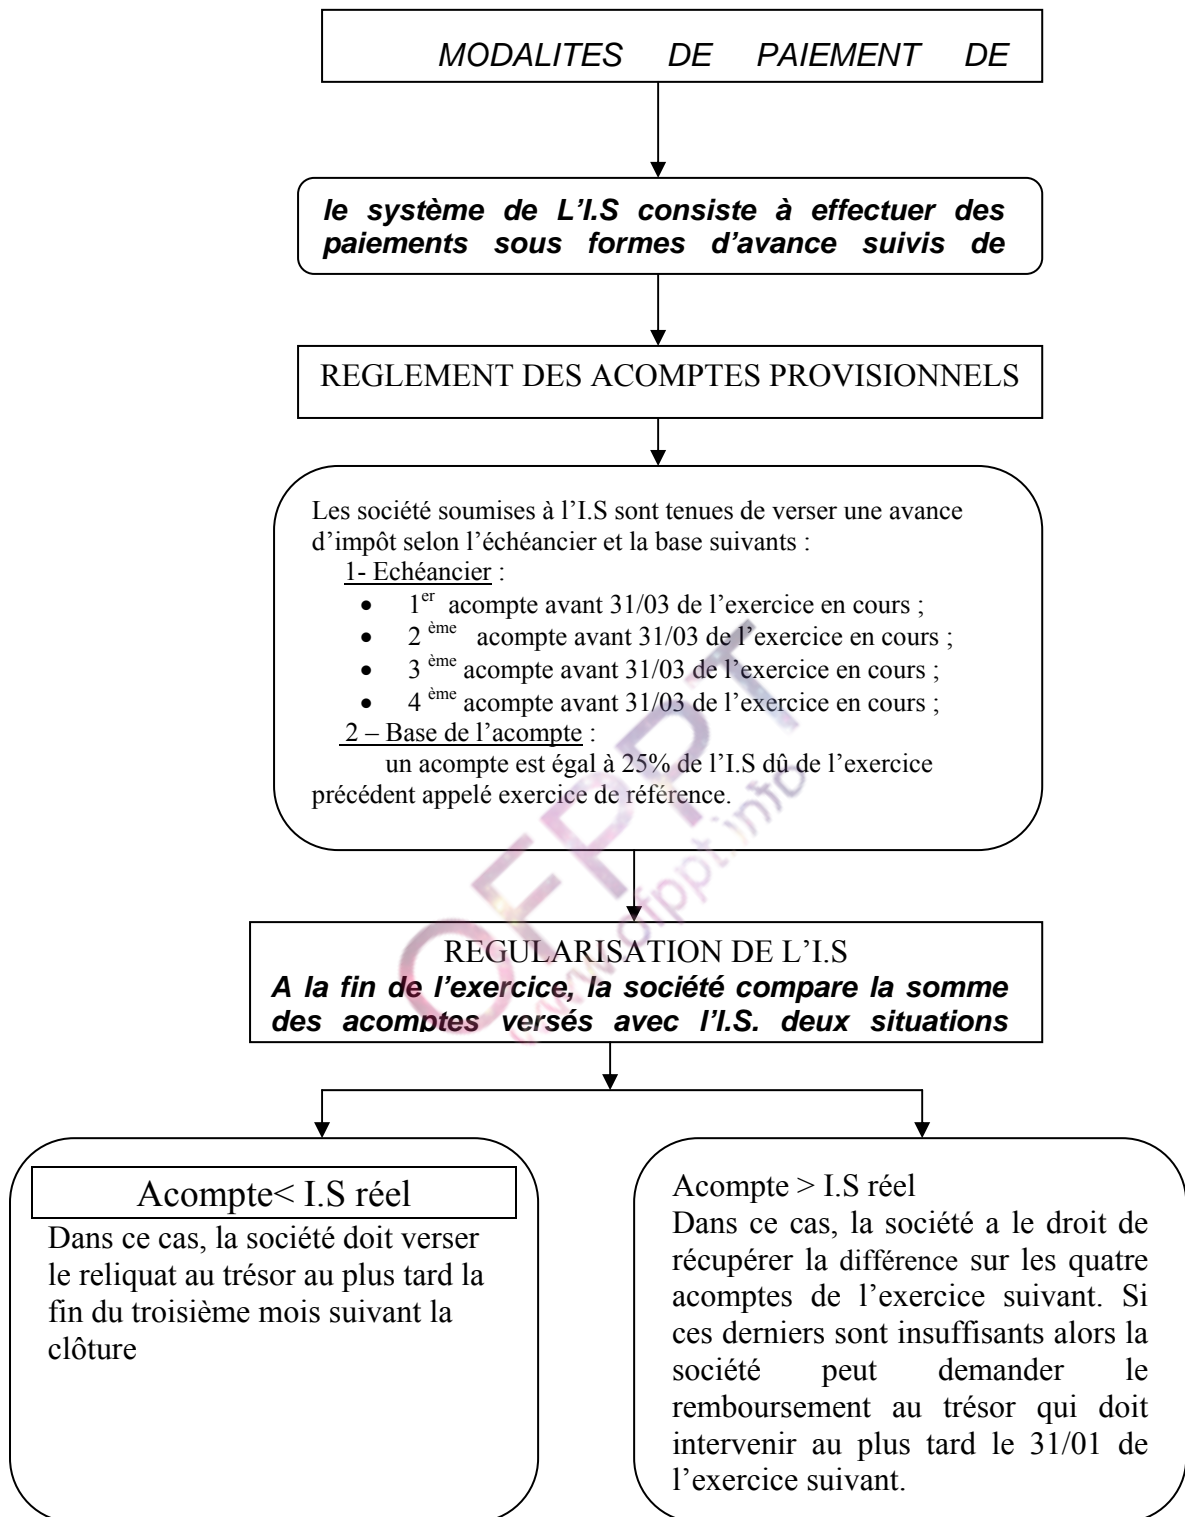 MODALITES DE PAIEMENT DE
le système de L’I.S consiste à effectuer des
paiements sous formes d’avance suivis de
REGLEMENT DES ACOMPTES PROVISIONNELS
Les société soumises à l’I.S sont tenues de verser une avance
d’impôt selon l’échéancier et la base suivants :
1- Echéancier :
• 1er acompte avant 31/03 de l’exercice en cours ;
• 2 ème acompte avant 31/03 de l’exercice en cours ;
• 3 ème acompte avant 31/03 de l’exercice en cours ;
• 4 ème acompte avant 31/03 de l’exercice en cours ;
2 – Base de l’acompte :
un acompte est égal à 25% de l’I.S dû de l’exercice
précédent appelé exercice de référence.
OFPPT
www.ofppt.info
REGULARISATION DE L’I.S
A la fin de l’exercice, la société compare la somme
des acomptes versés avec l’I.S. deux situations
Acompte< I.S réel
Dans ce cas, la société doit verser
le reliquat au trésor au plus tard la
fin du troisième mois suivant la
clôture
Acompte > I.S réel
Dans ce cas, la société a le droit de
récupérer la différence sur les quatre
acomptes de l’exercice suivant. Si
ces derniers sont insuffisants alors la
société peut demander le
remboursement au trésor qui doit
intervenir au plus tard le 31/01 de
l’exercice suivant.